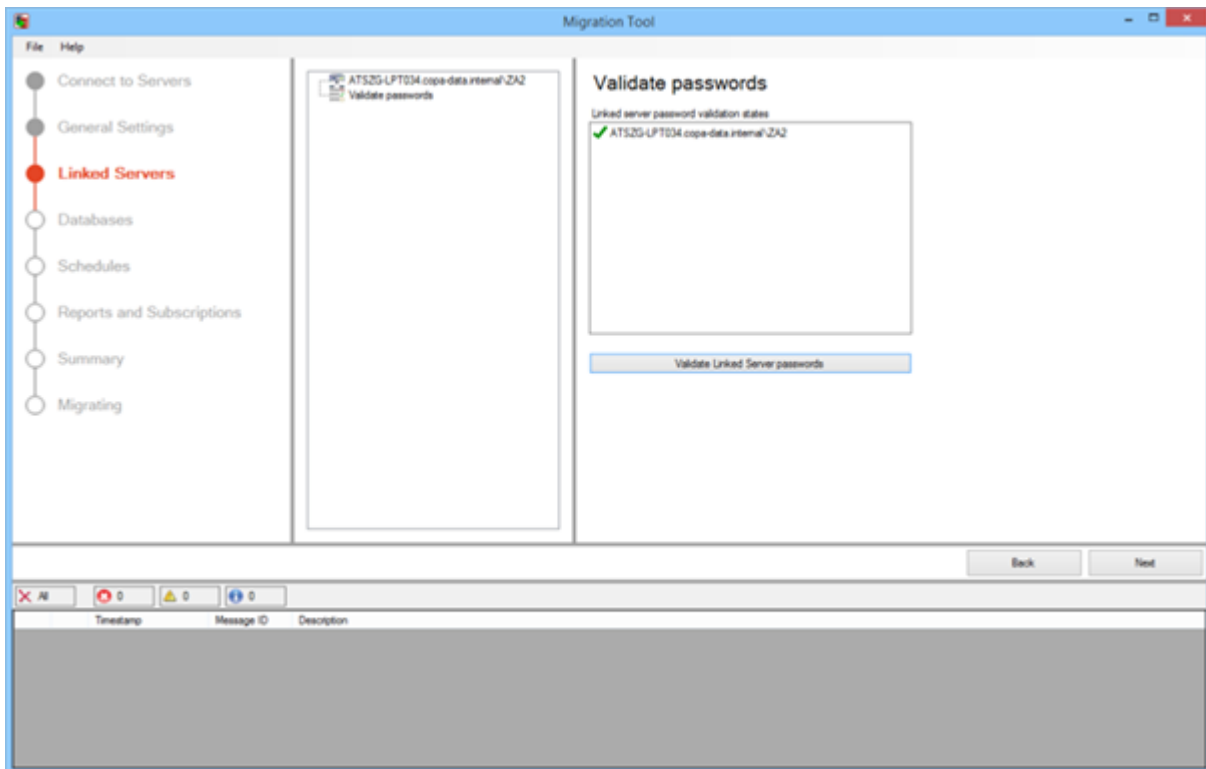 Migration Tool
File Help
Connect to Servers
General Settings
Linked Servers
Databases
Schedules
Reports and Subscriptions
Summary
Migrating
ATSZG-LPT034.copa-data.internal\ZA2
Validate passwords
Validate passwords
Linked server password validation states
ATSZG-LPT034.copa-data.internal\ZA2
Validate Linked Server passwords
Back Next
All 0 0 0
Timestamp Message ID Description